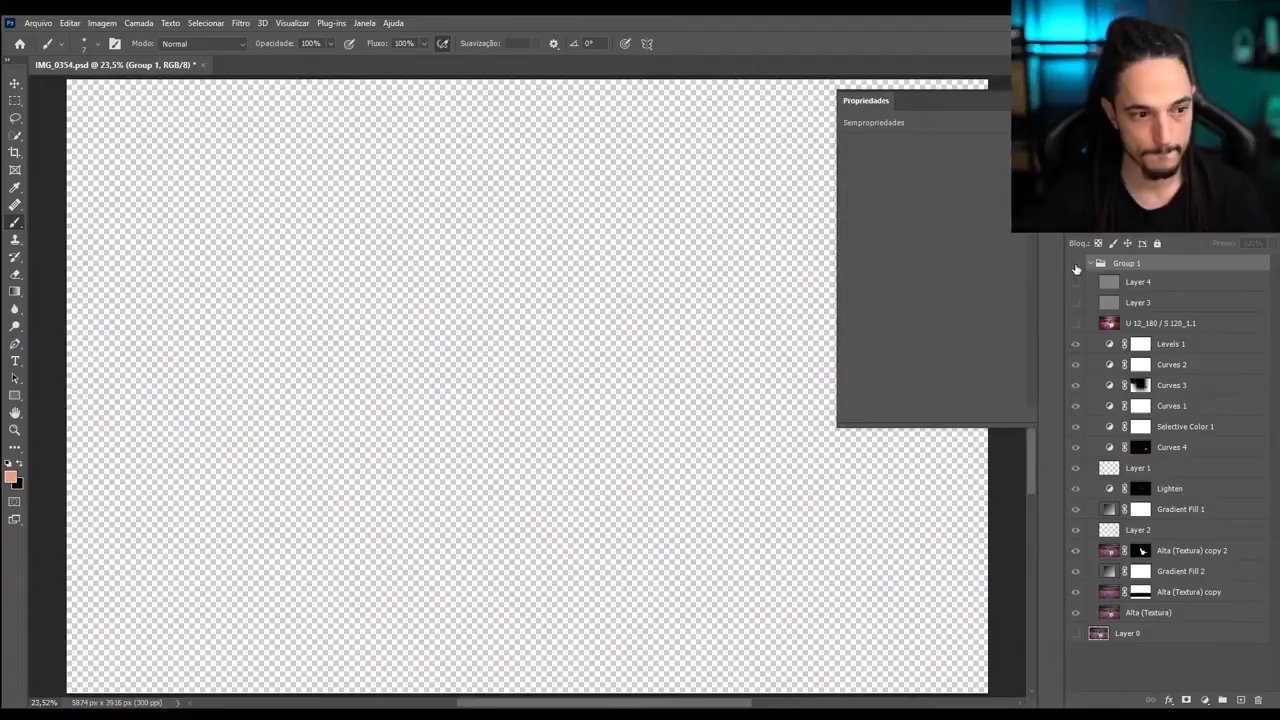 Ps Arquivo Editar Imagem Camada Texto Selecionar Filtro 3D Visualizar Plug-ins Janela Ajuda
7 Modo: Normal Opacidade: 100% Fluxo: 100% Suavização: 0°
IMG_0354.psd @ 23,5% (Group 1, RGB/8) * ×
Propriedades
Sempropriedades
Bloq.: 100%
Group 1
Layer 4
Layer 3
U 12_180 / S 120_1.1
Levels 1
Curves 2
Curves 3
Curves 1
Selective Color 1
Curves 4
Layer 1
Lighten
Gradient Fill 1
Layer 2
Alta (Textura) copy 2
Gradient Fill 2
Alta (Textura) copy
Alta (Textura)
Layer 0
23,52% 5874 px x 3916 px (300 ppi)